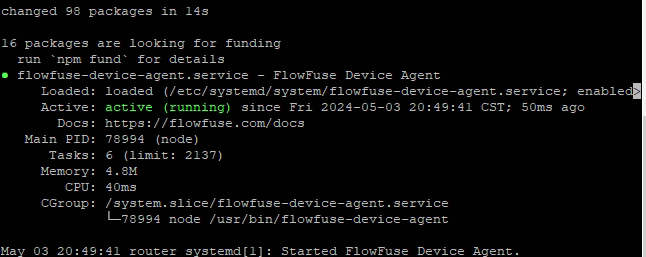 changed 98 packages in 14s
16 packages are looking for funding
run `npm fund` for details
● flowfuse-device-agent.service - FlowFuse Device Agent
Loaded: loaded (/etc/systemd/system/flowfuse-device-agent.service; enabled>
Active: active (running) since Fri 2024-05-03 20:49:41 CST; 50ms ago
Docs: https://flowfuse.com/docs
Main PID: 78994 (node)
Tasks: 6 (limit: 2137)
Memory: 4.8M
CPU: 40ms
CGroup: /system.slice/flowfuse-device-agent.service
└─78994 node /usr/bin/flowfuse-device-agent
May 03 20:49:41 router systemd[1]: Started FlowFuse Device Agent.